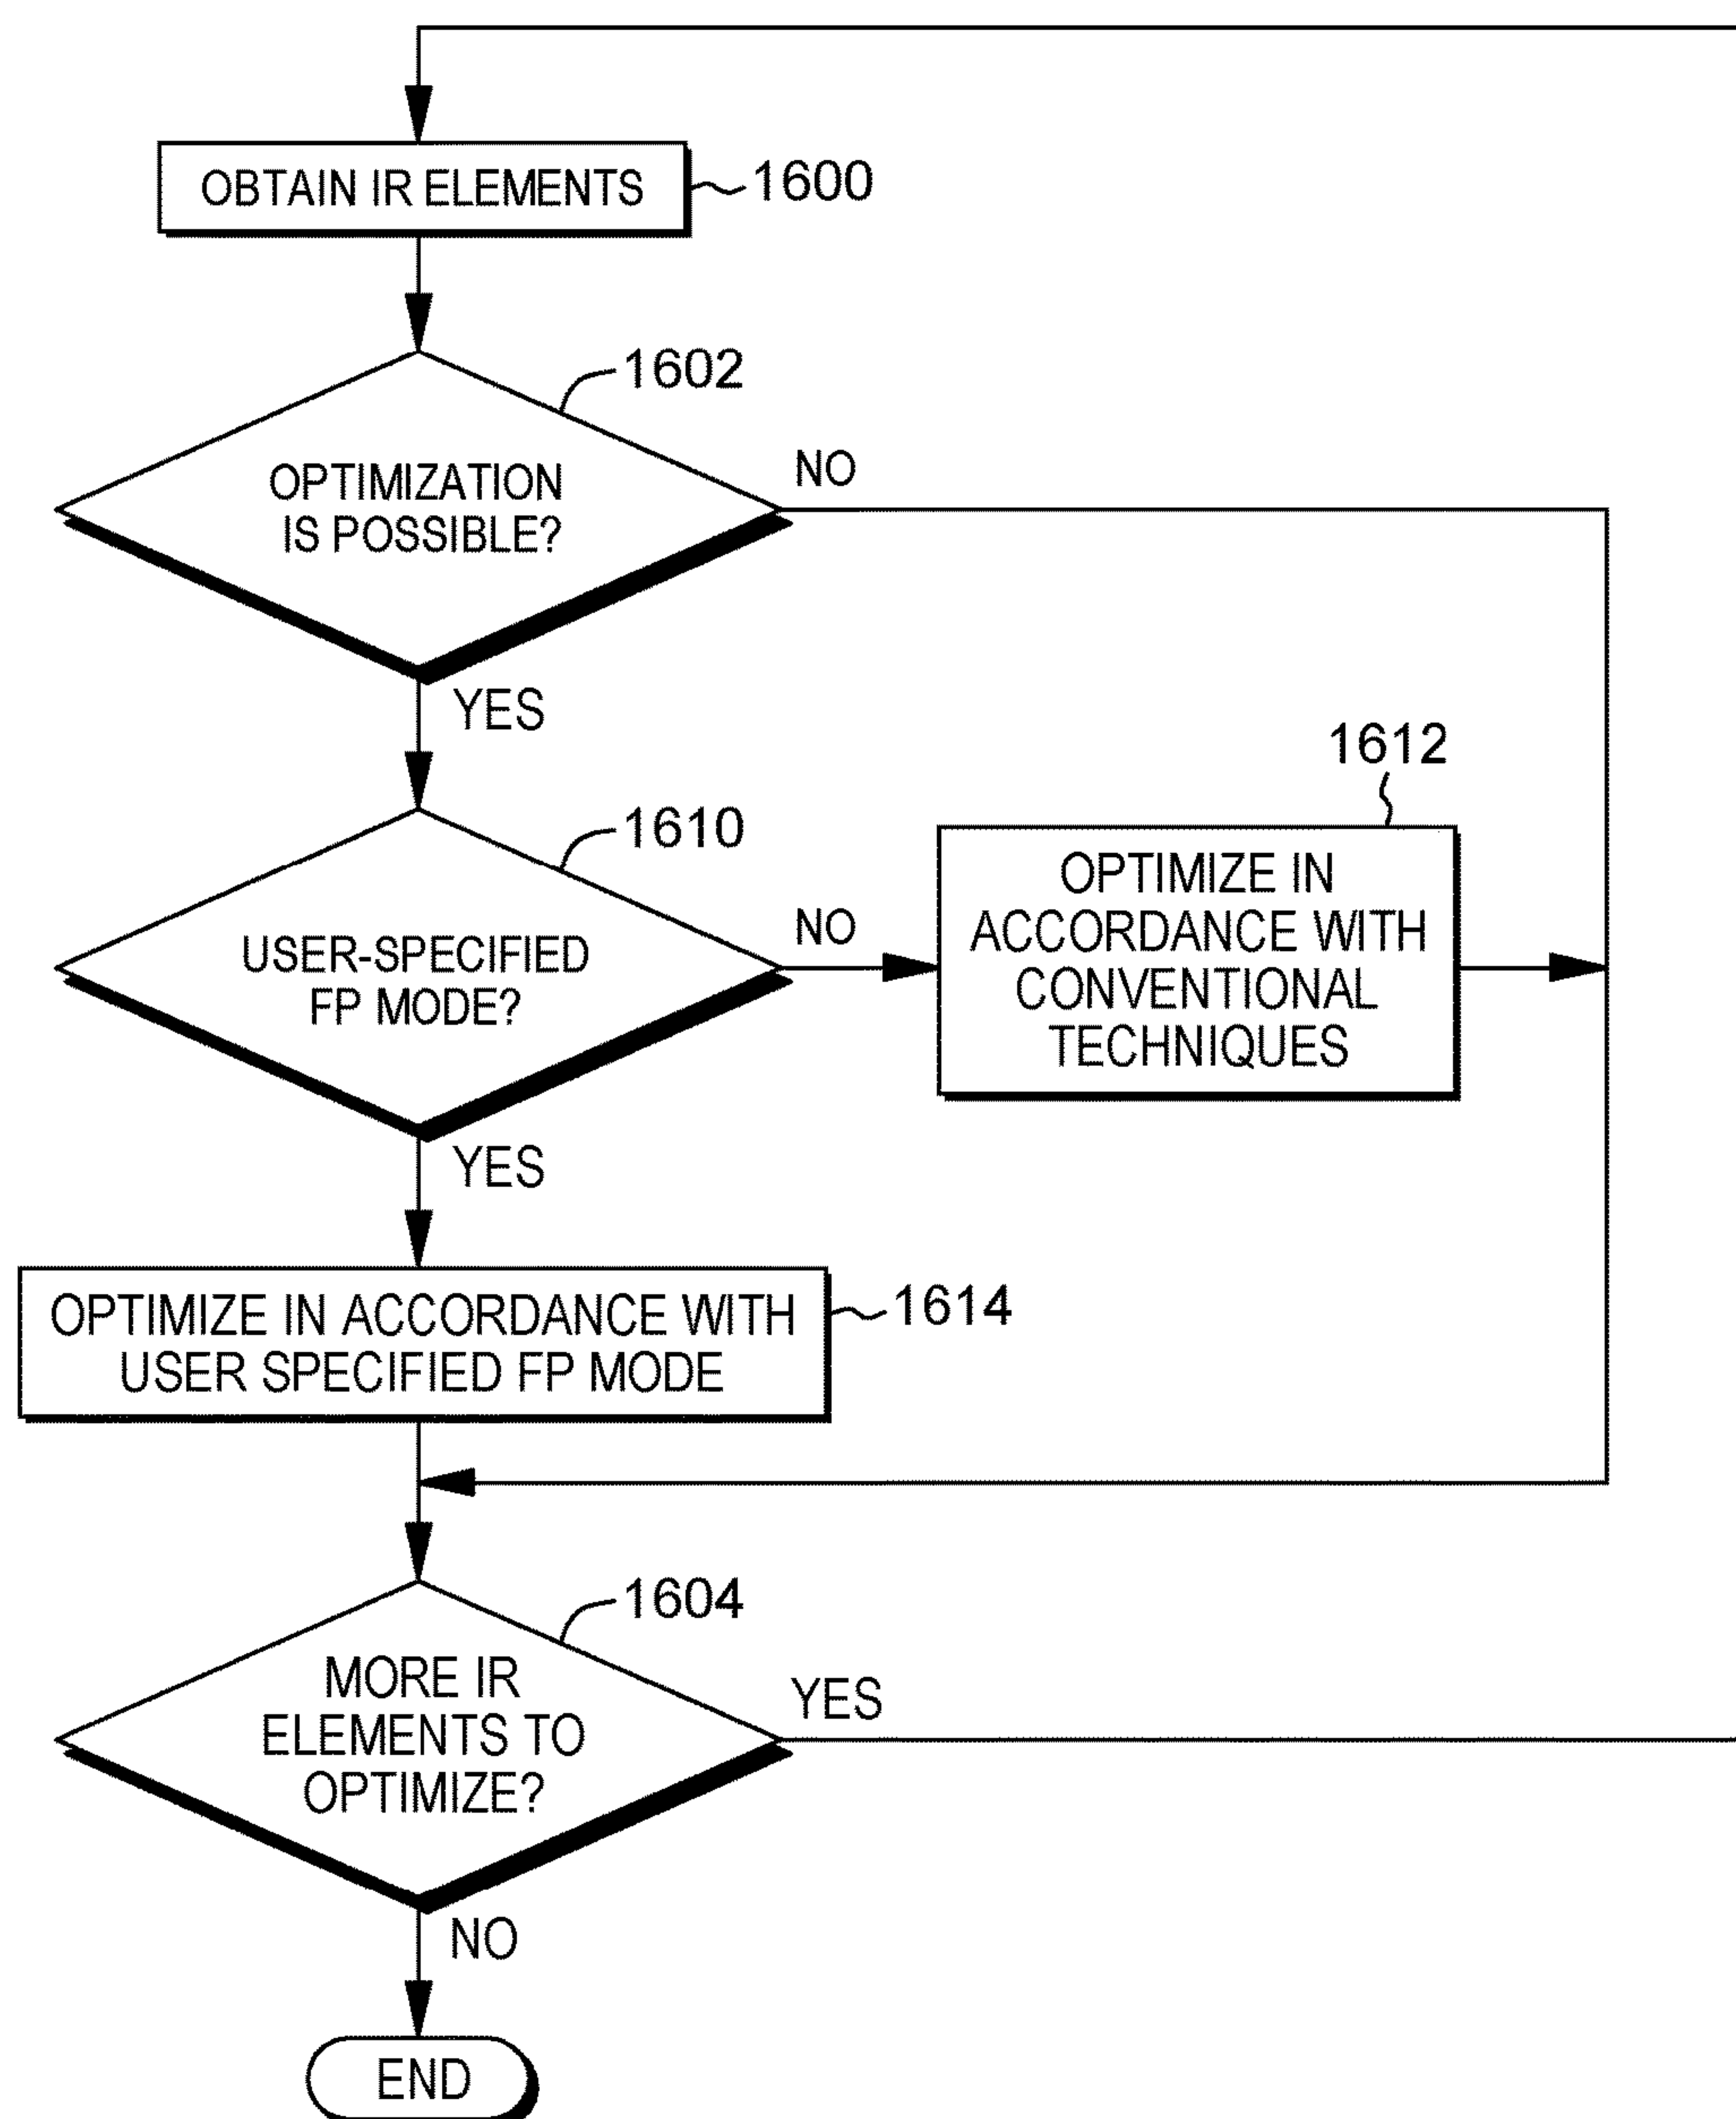 OBTAIN IR ELEMENTS
1600
1602
OPTIMIZATION
IS POSSIBLE?
NO
YES
1610
USER-SPECIFIED
FP MODE?
NO
1612
OPTIMIZE IN
ACCORDANCE WITH
CONVENTIONAL
TECHNIQUES
YES
OPTIMIZE IN ACCORDANCE WITH
USER SPECIFIED FP MODE
1614
1604
MORE IR
ELEMENTS TO
OPTIMIZE?
YES
NO
END